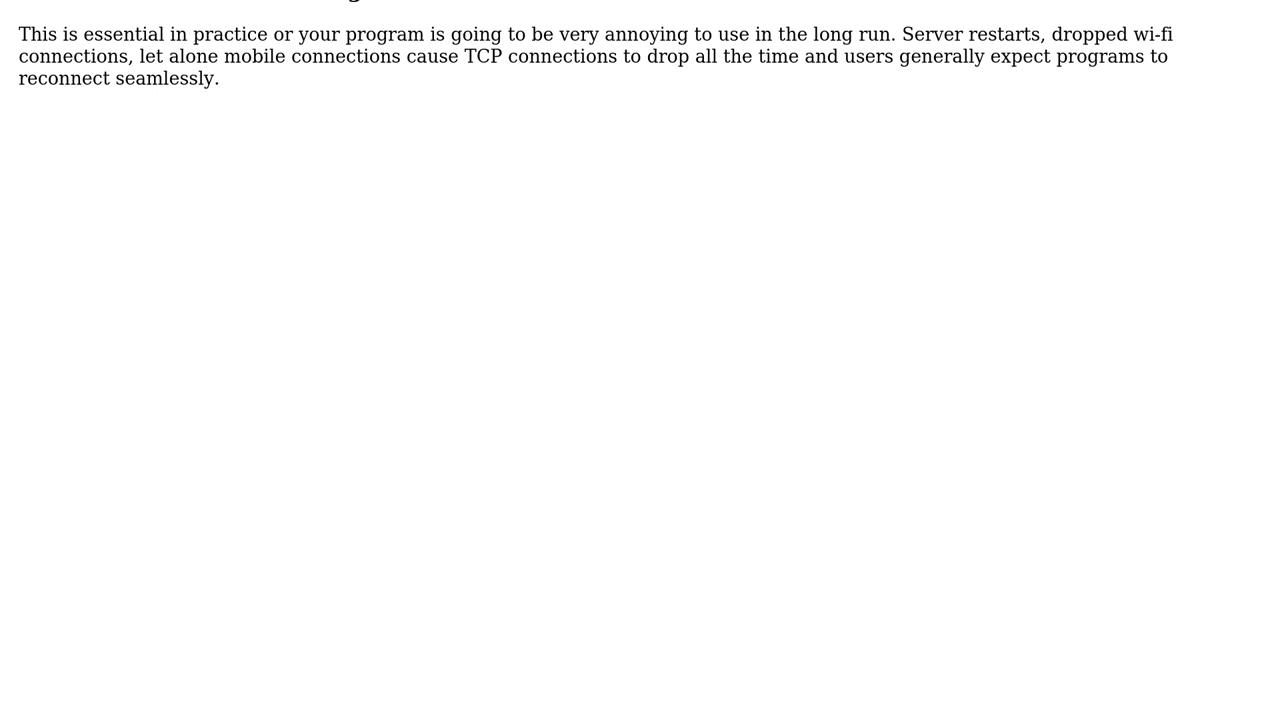 This is essential in practice or your program is going to be very annoying to use in the long run. Server restarts, dropped wi-fi
connections, let alone mobile connections cause TCP connections to drop all the time and users generally expect programs to
reconnect seamlessly.